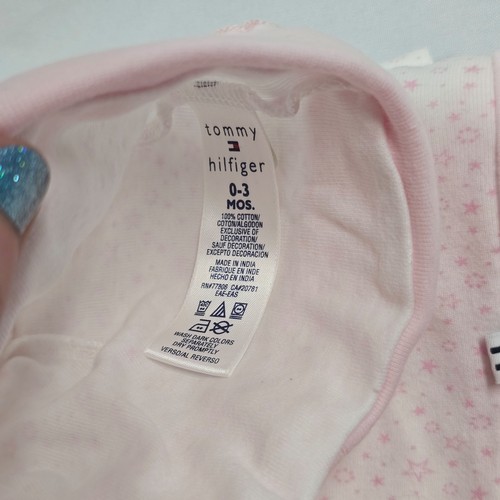 tommy
hilfiger
0-3
MOS.
100% COTTON/
COTON/ALGODON
EXCLUSIVE OF
DECORATION/
SAUF DECORATION/
EXCEPTO DECORACION
MADE IN INDIA
FABRIQUE EN INDE
HECHO EN INDIA
RN#77806 CA#20781
EAE-EAS
WASH DARK COLORS
SEPARATELY
DRY PROMPTLY
VERSO/AL REVERSO